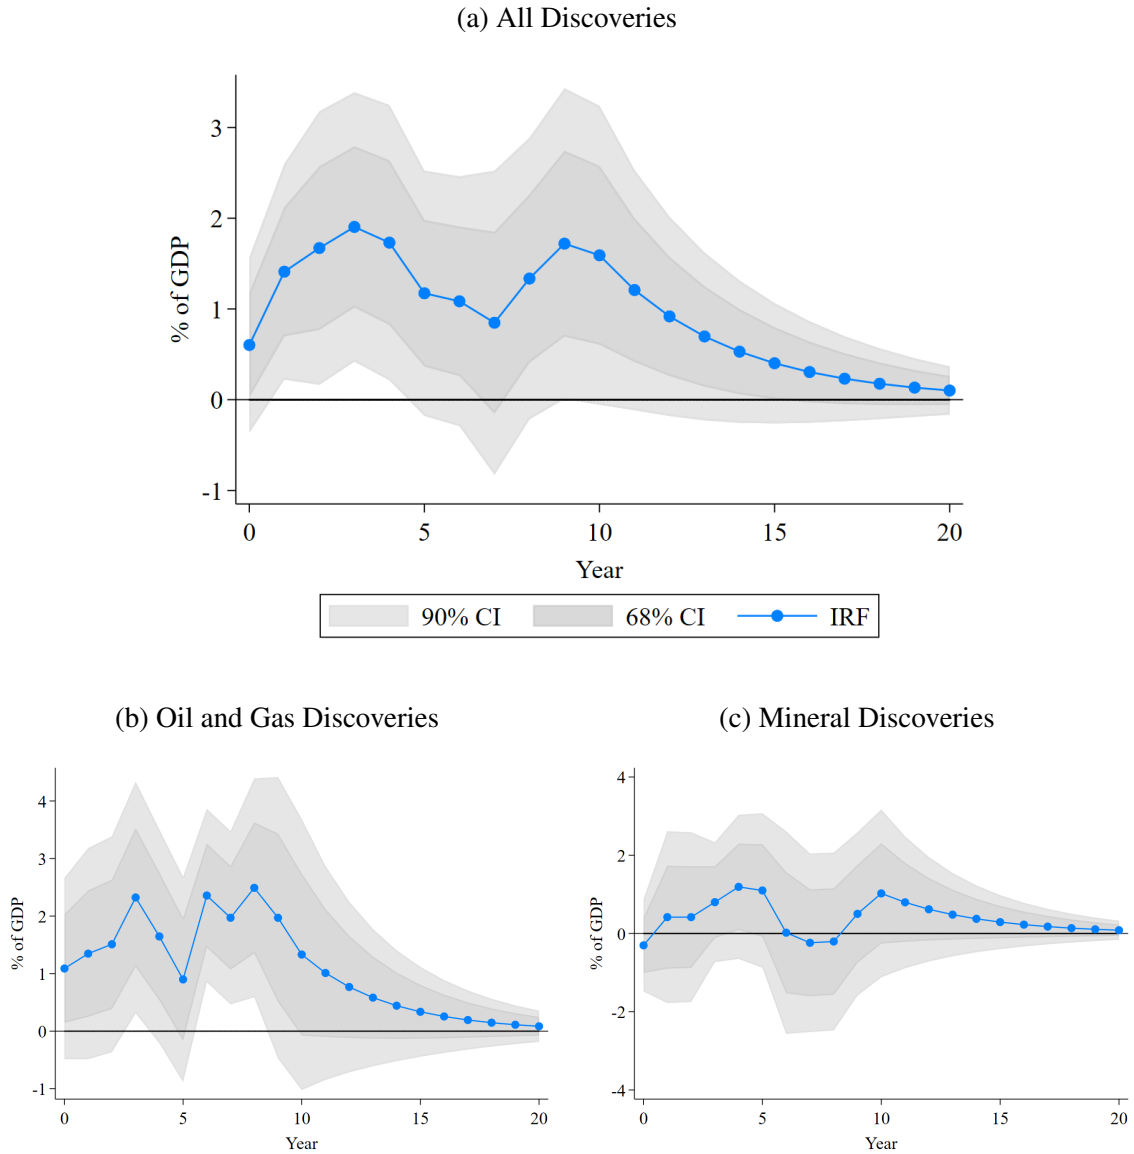 (a) All Discoveries
% of GDP
3
2
1
0
-1
0 5 10 15 20
Year
90% CI 68% CI IRF
(b) Oil and Gas Discoveries
% of GDP
4
3
2
1
0
-1
0 5 10 15 20
Year
(c) Mineral Discoveries
% of GDP
4
2
0
-2
-4
0 5 10 15 20
Year